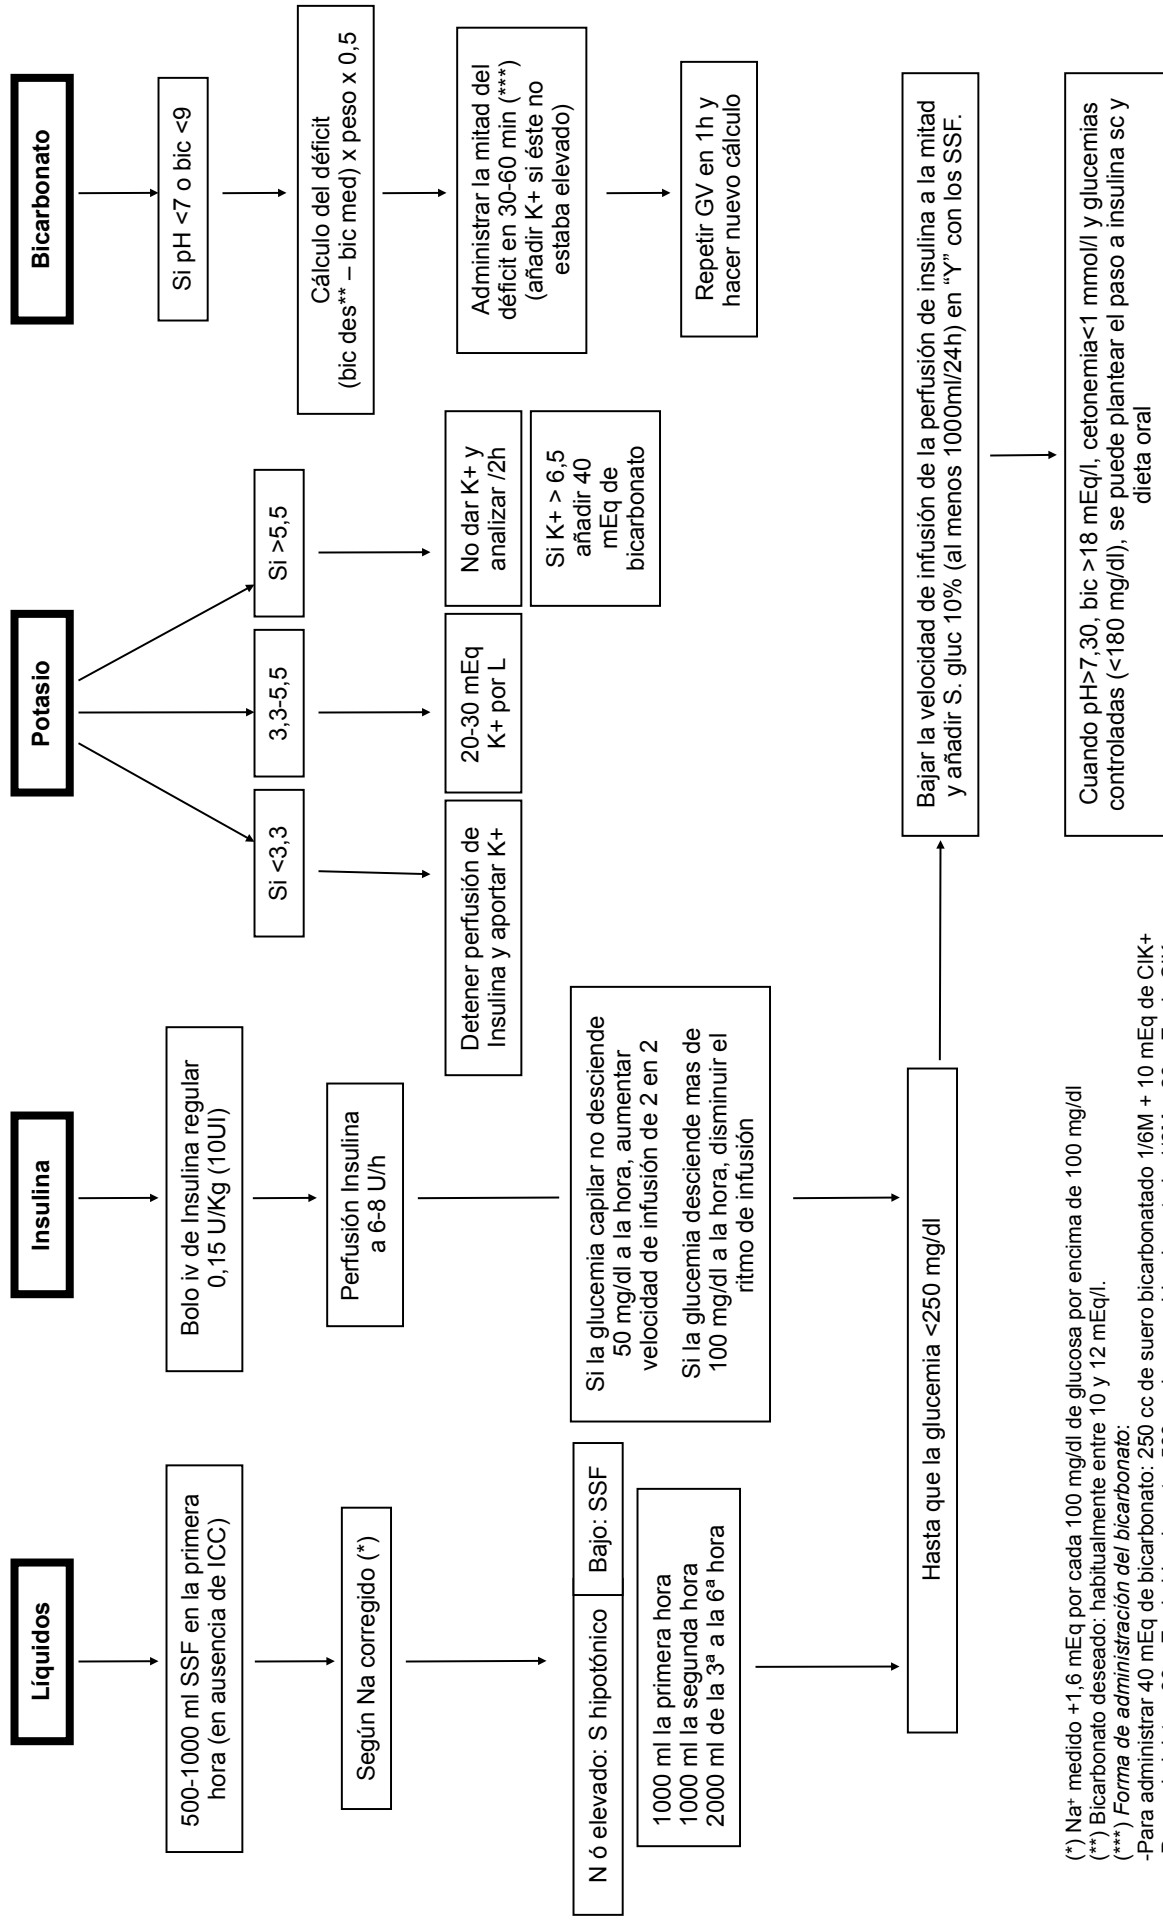 Líquidos
500-1000 ml SSF en la primera
hora (en ausencia de ICC)
Según Na corregido (*)
N ó elevado: S hipotónico
Bajo: SSF
1000 ml la primera hora
1000 ml la segunda hora
2000 ml de la 3ª a la 6ª hora
Insulina
Bolo iv de Insulina regular
0,15 U/Kg (10UI)
Perfusión Insulina
a 6-8 U/h
Si la glucemia capilar no desciende
50 mg/dl a la hora, aumentar
velocidad de infusión de 2 en 2
Si la glucemia desciende mas de
100 mg/dl a la hora, disminuir el
ritmo de infusión
Hasta que la glucemia <250 mg/dl
Potasio
Si <3,3
3,3-5,5
Si >5,5
Detener perfusión de
Insulina y aportar K+
20-30 mEq
K+ por L
No dar K+ y
analizar /2h
Si K+ > 6,5
añadir 40
mEq de
bicarbonato
Bicarbonato
Si pH <7 o bic <9
Cálculo del déficit
(bic des** – bic med) x peso x 0,5
Administrar la mitad del
déficit en 30-60 min (***)
(añadir K+ si éste no
estaba elevado)
Repetir GV en 1h y
hacer nuevo cálculo
Bajar la velocidad de infusión de la perfusión de insulina a la mitad
y añadir S. gluc 10% (al menos 1000ml/24h) en “Y” con los SSF.
Cuando pH>7,30, bic >18 mEq/l, cetonemia<1 mmol/l y glucemias
controladas (<180 mg/dl), se puede plantear el paso a insulina sc y
dieta oral
(*) Na⁺ medido +1,6 mEq por cada 100 mg/dl de glucosa por encima de 100 mg/dl
(**) Bicarbonato deseado: habitualmente entre 10 y 12 mEq/l.
(***) Forma de administración del bicarbonato:
-Para administrar 40 mEq de bicarbonato: 250 cc de suero bicarbonatado 1/6M + 10 mEq de ClK+